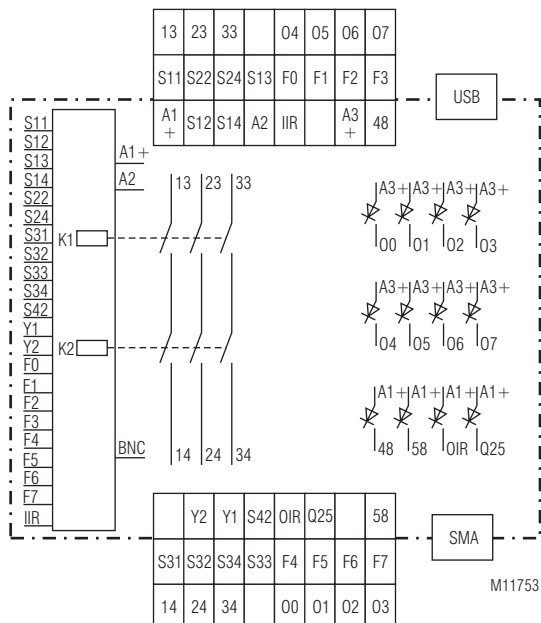 13 23 33 04 05 06 07
S11 S22 S24 S13 F0 F1 F2 F3
A1+ S12 S14 A2 IIR A3+ 48
USB
S11
S12
S13
S14
S22
S24
S31
S32
S33
S34
S42
Y1
Y2
F0
F1
F2
F3
F4
F5
F6
F7
IIR
A1+
A2
K1
K2
BNC
13 23 33
14 24 34
A3+ A3+ A3+ A3+
00 01 02 03
A3+ A3+ A3+ A3+
04 05 06 07
A1+ A1+ A1+ A1+
48 58 OIR Q25
Y2 Y1 S42 OIR Q25 58
S31 S32 S34 S33 F4 F5 F6 F7
14 24 34 00 01 02 03
SMA
M11753